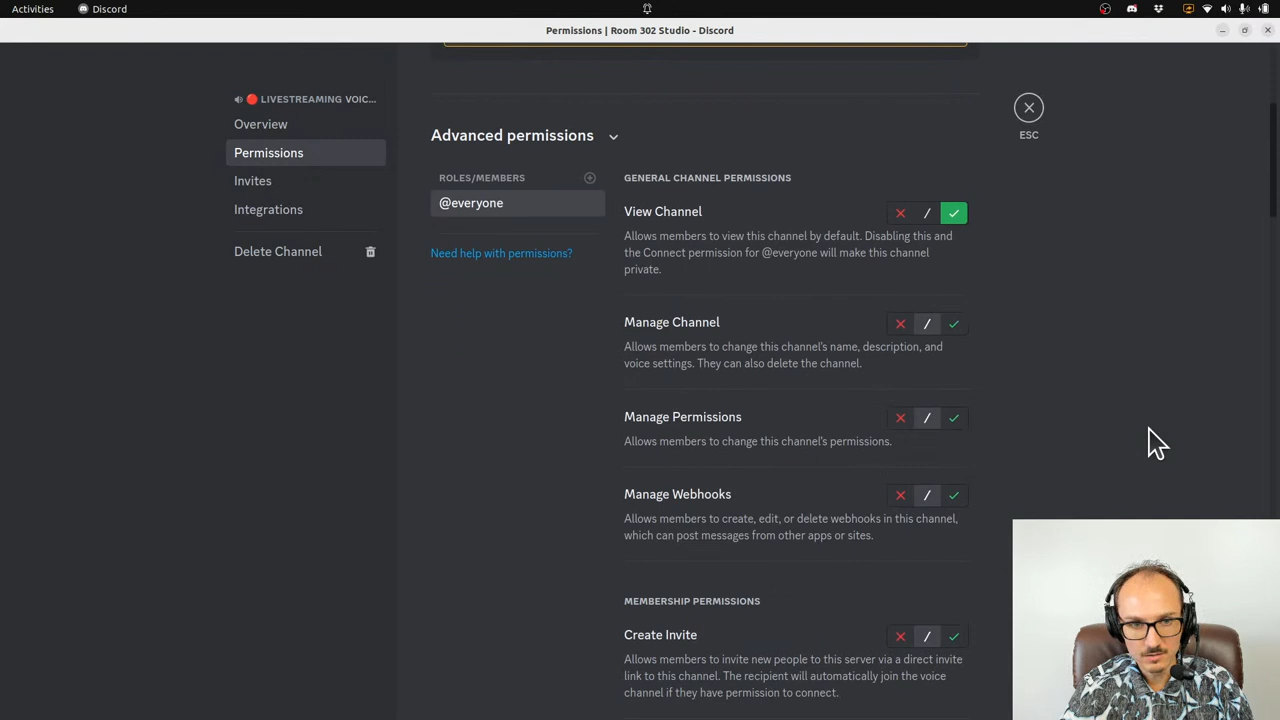 Activities
Discord
Permissions | Room 302 Studio - Discord
LIVESTREAMING VOIC...
Overview
Permissions
Invites
Integrations
Delete Channel
Advanced permissions
ESC
ROLES/MEMBERS
@everyone
Need help with permissions?
GENERAL CHANNEL PERMISSIONS
View Channel
Allows members to view this channel by default. Disabling this and
the Connect permission for @everyone will make this channel
private.
Manage Channel
Allows members to change this channel's name, description, and
voice settings. They can also delete the channel.
Manage Permissions
Allows members to change this channel's permissions.
Manage Webhooks
Allows members to create, edit, or delete webhooks in this channel,
which can post messages from other apps or sites.
MEMBERSHIP PERMISSIONS
Create Invite
Allows members to invite new people to this server via a direct invite
link to this channel. The recipient will automatically join the voice
channel if they have permission to connect.